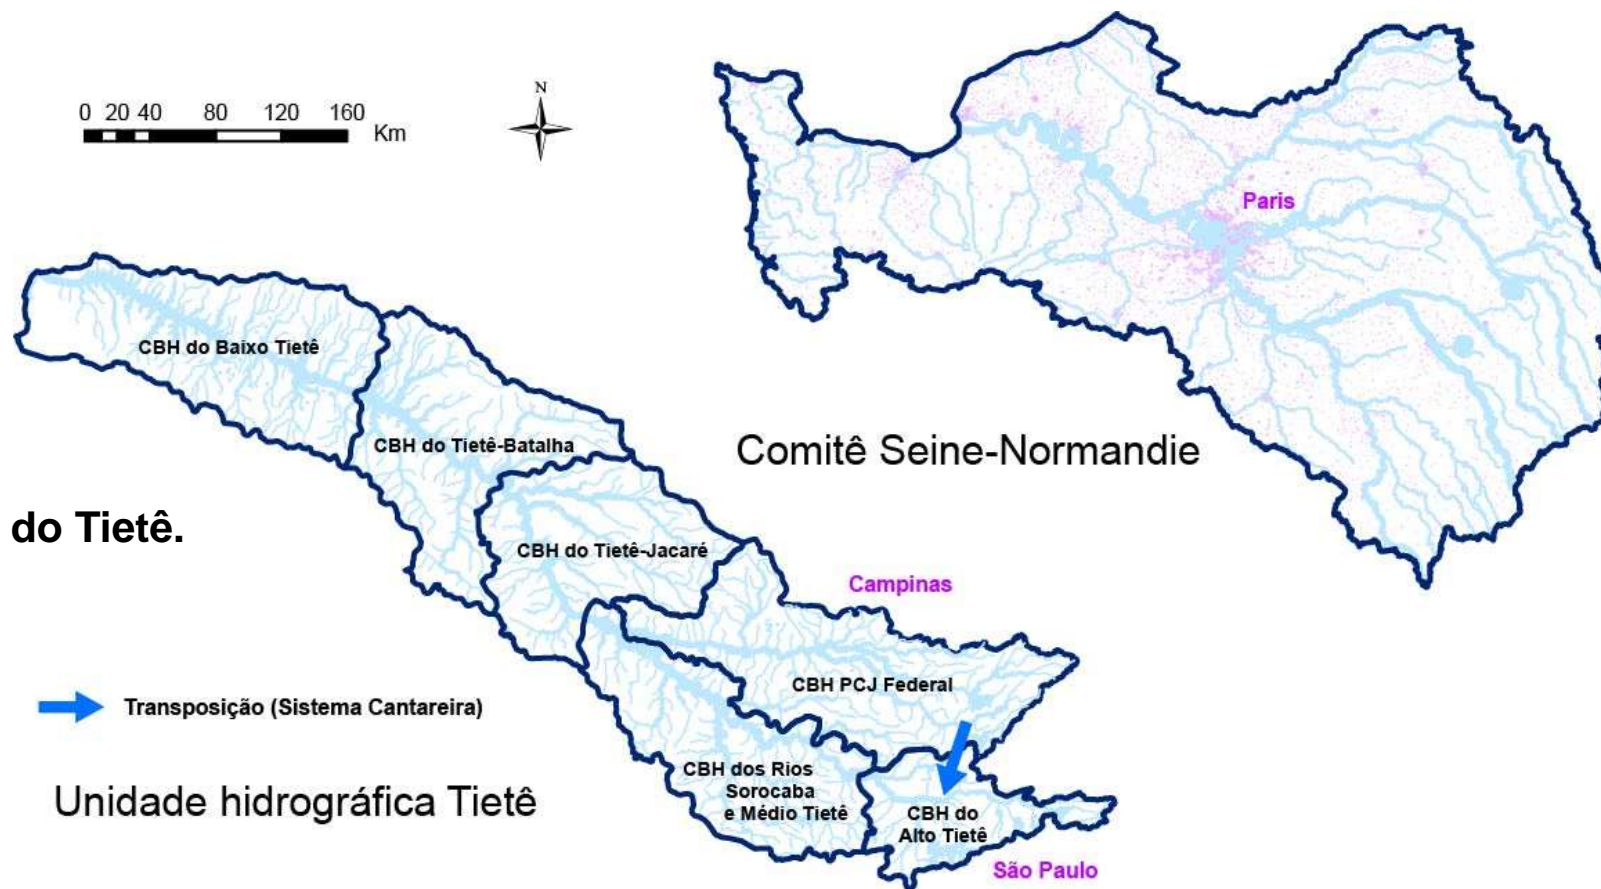 N
0 20 40 80 120 160
Km
Paris
CBH do Baixo Tietê
CBH do Tietê-Batalha
Comitê Seine-Normandie
do Tietê.
CBH do Tietê-Jacaré
Campinas
CBH PCJ Federal
Transposição (Sistema Cantareira)
CBH dos Rios
Sorocaba
e Médio Tietê
Unidade hidrográfica Tietê
CBH do
Alto Tietê
São Paulo